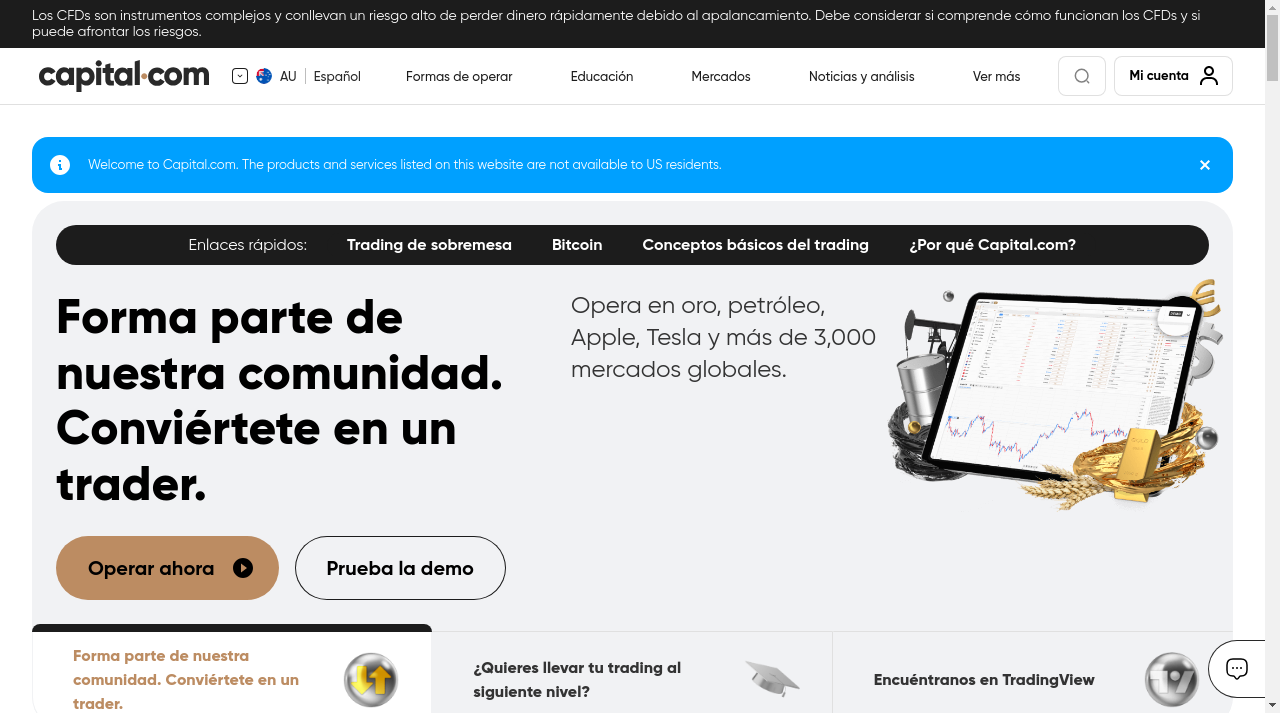 Los CFDs son instrumentos complejos y conllevan un riesgo alto de perder dinero rápidamente debido al apalancamiento. Debe considerar si comprende cómo funcionan los CFDs y si
puede afrontar los riesgos.
capital.com
AU
Español
Formas de operar
Educación
Mercados
Noticias y análisis
Ver más
Mi cuenta
Welcome to Capital.com. The products and services listed on this website are not available to US residents.
Enlaces rápidos:
Trading de sobremesa
Bitcoin
Conceptos básicos del trading
¿Por qué Capital.com?
Forma parte de
nuestra comunidad.
Conviértete en un
trader.
Opera en oro, petróleo,
Apple, Tesla y más de 3,000
mercados globales.
Operar ahora
Prueba la demo
Forma parte de nuestra
comunidad. Conviértete en un
trader.
¿Quieres llevar tu trading al
siguiente nivel?
Encuéntranos en TradingView